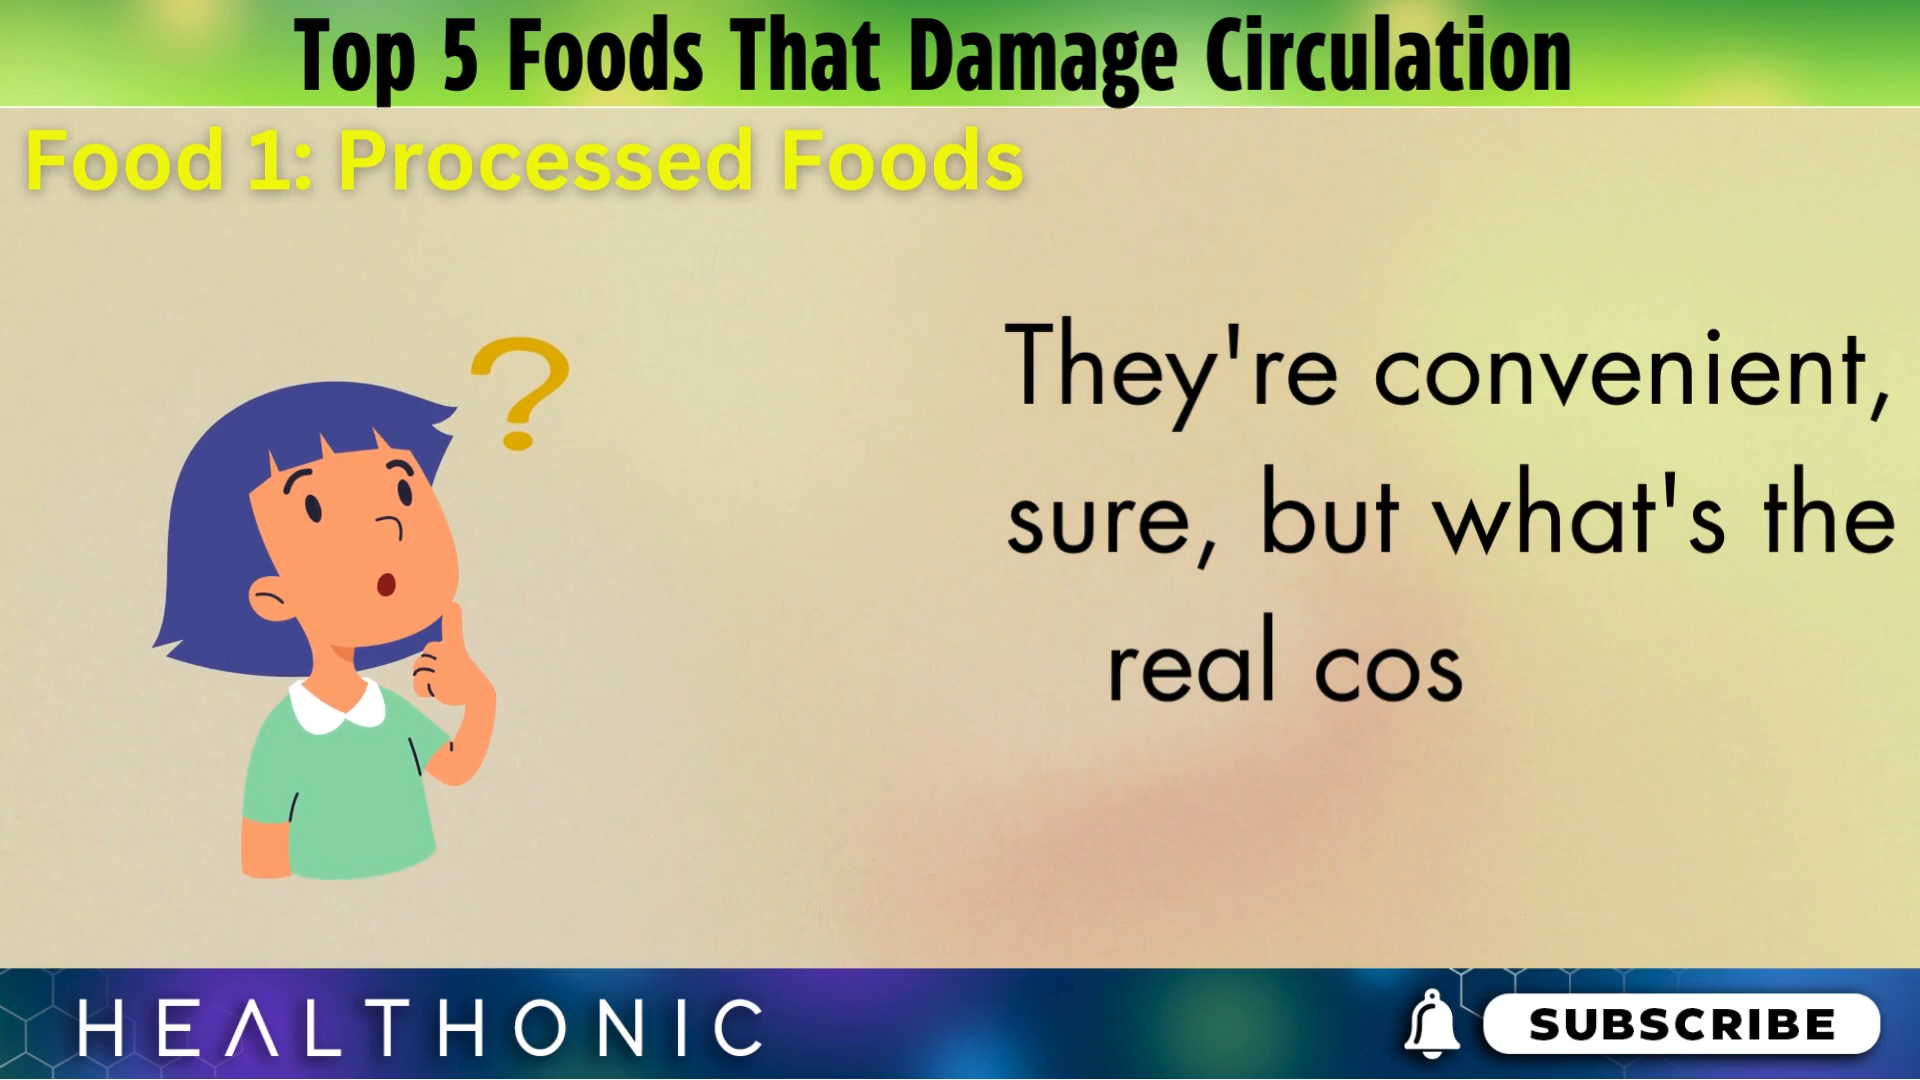 Top 5 Foods That Damage Circulation
Food 1: Processed Foods
?
They're convenient,
sure, but what's the
real cos
HEALTHONIC
SUBSCRIBE